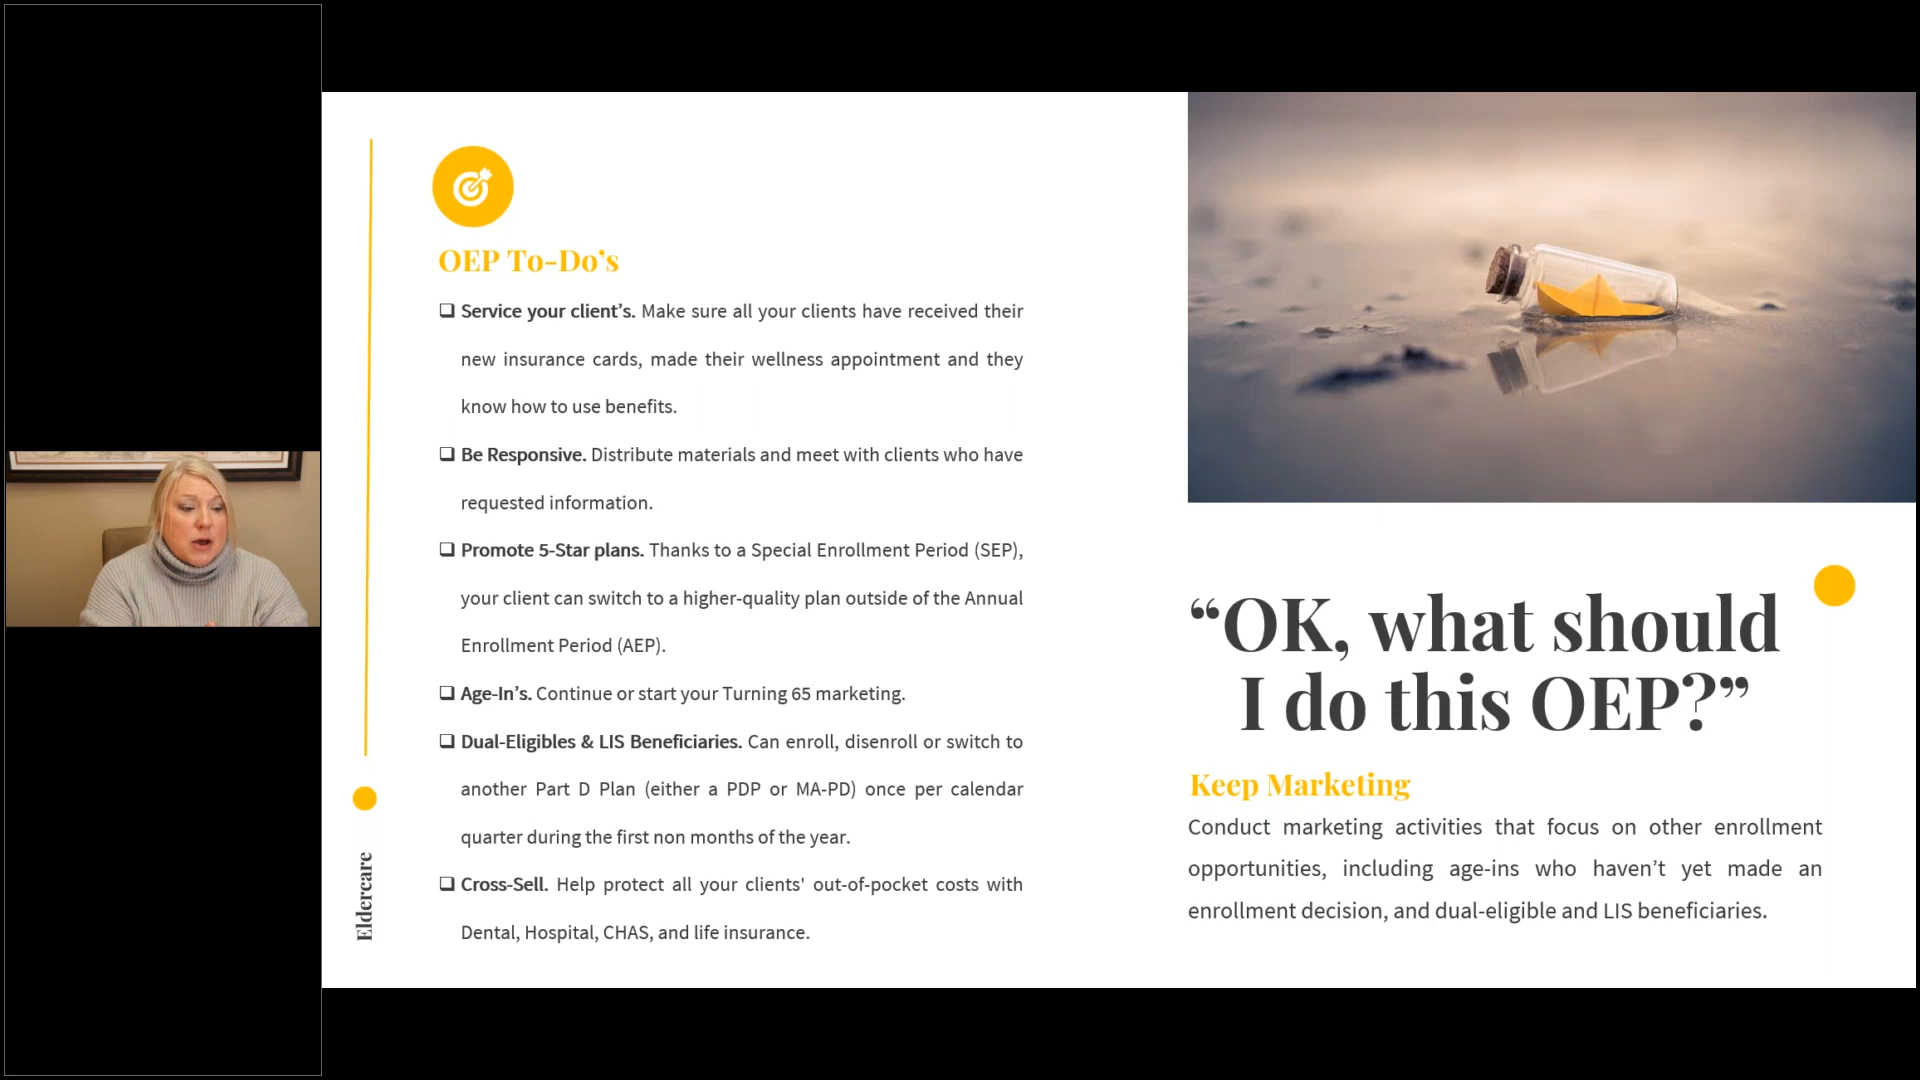 OEP To-Do’s
Service your client’s. Make sure all your clients have received their
new insurance cards, made their wellness appointment and they
know how to use benefits.
Be Responsive. Distribute materials and meet with clients who have
requested information.
Promote 5-Star plans. Thanks to a Special Enrollment Period (SEP),
your client can switch to a higher-quality plan outside of the Annual
Enrollment Period (AEP).
Age-In’s. Continue or start your Turning 65 marketing.
Dual-Eligibles & LIS Beneficiaries. Can enroll, disenroll or switch to
another Part D Plan (either a PDP or MA-PD) once per calendar
quarter during the first non months of the year.
Cross-Sell. Help protect all your clients' out-of-pocket costs with
Dental, Hospital, CHAS, and life insurance.
Eldercare
“OK, what should
I do this OEP?”
Keep Marketing
Conduct marketing activities that focus on other enrollment
opportunities, including age-ins who haven’t yet made an
enrollment decision, and dual-eligible and LIS beneficiaries.